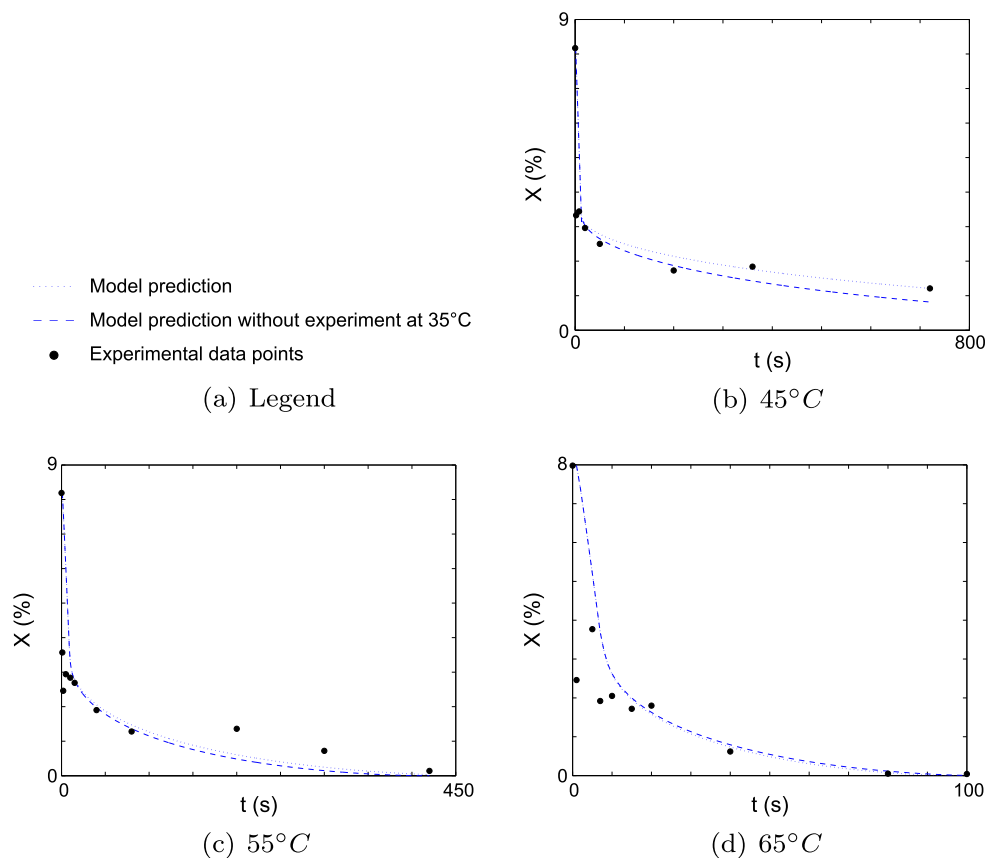 Model prediction
Model prediction without experiment at 35°C
Experimental data points
(a) Legend
9
X (%)
0
0
800
t (s)
(b) 45°C
9
X (%)
0
0
450
t (s)
(c) 55°C
8
X (%)
0
0
100
t (s)
(d) 65°C